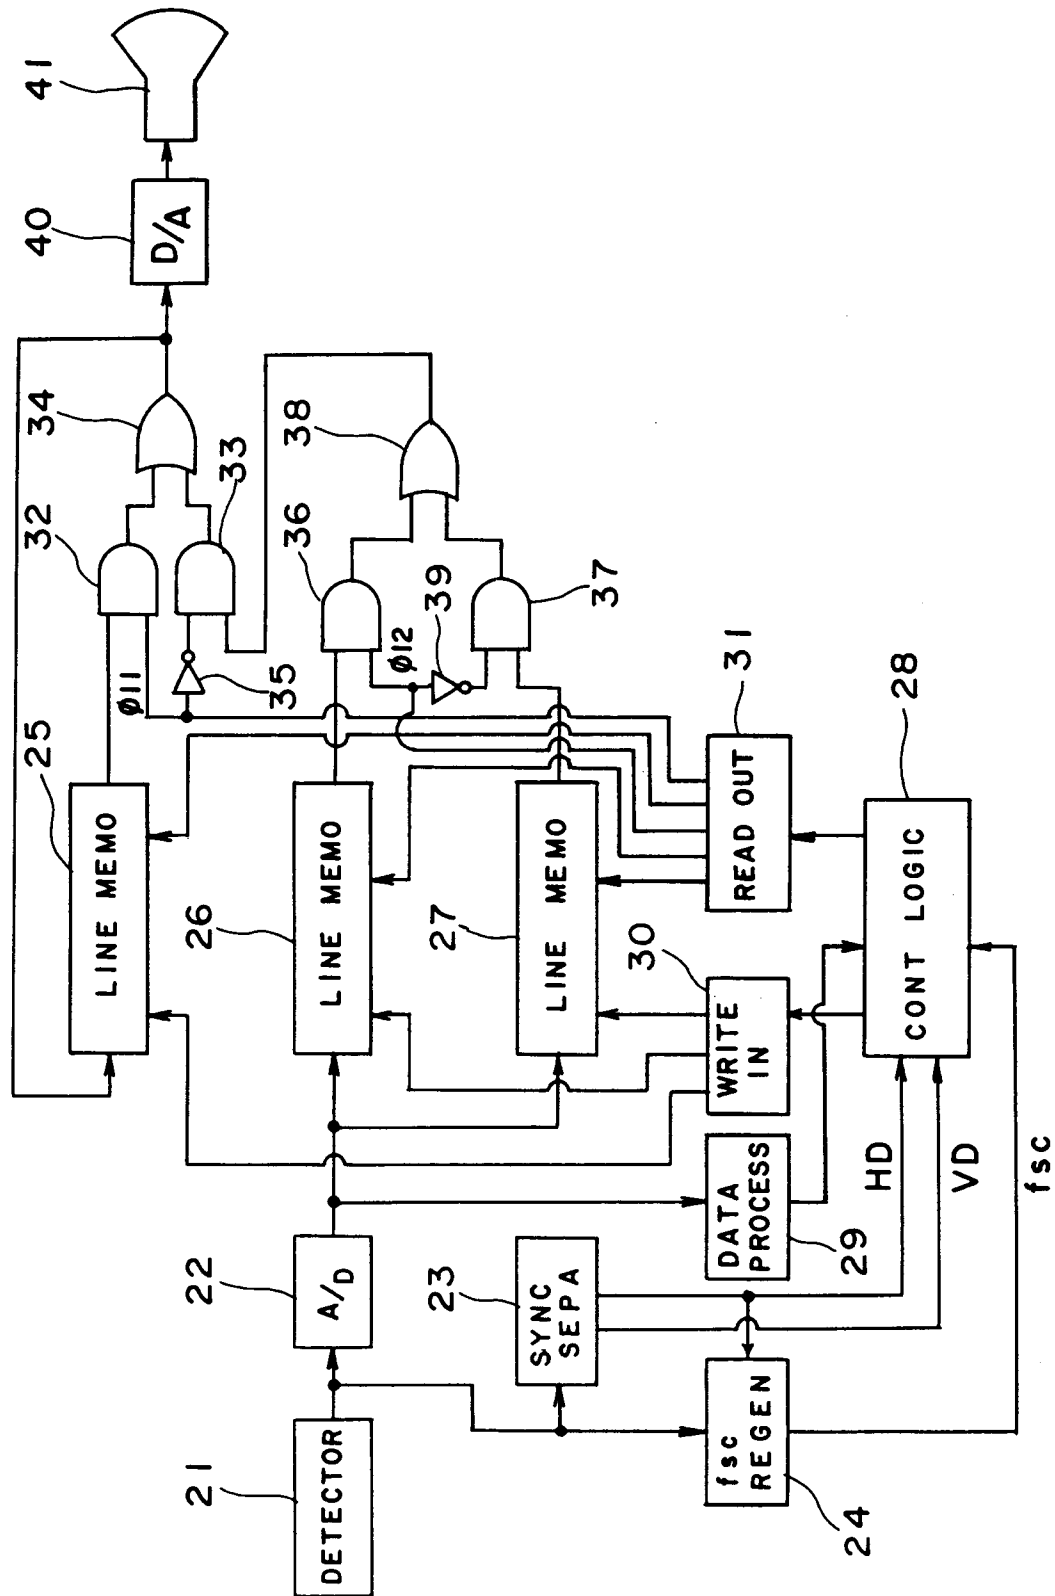 41
40
D/A
34
33
32
35
ø11
25
LINE MEMO
38
36
37
39
ø12
26
LINE MEMO
27
LINE MEMO
31
READ OUT
28
CONT LOGIC
30
WRITE
IN
29
DATA
PROCESS
HD
VD
fsc
22
A/D
23
SYNC
SEPA
21
DETECTOR
24
fsc
REGEN